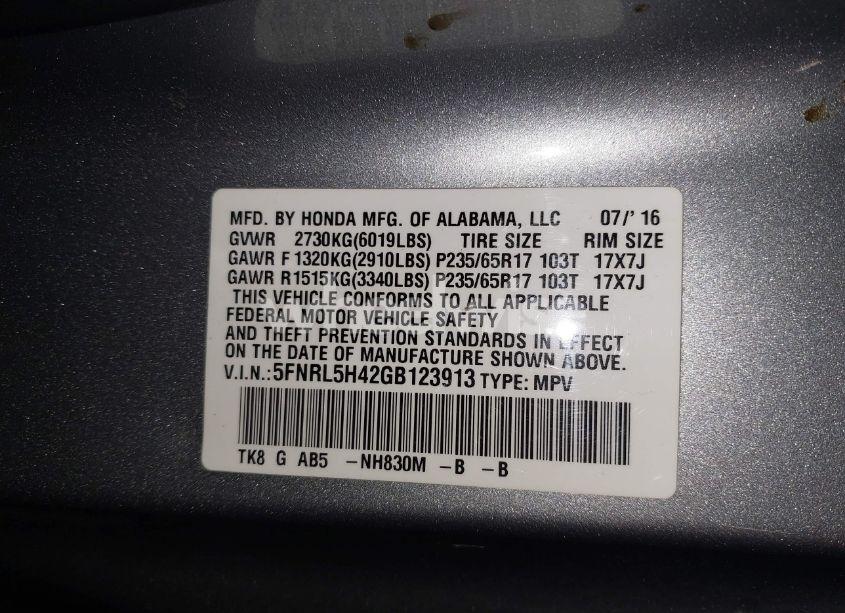 MFD. BY HONDA MFG. OF ALABAMA, LLC 07/' 16
GVWR 2730KG(6019LBS) TIRE SIZE RIM SIZE
GAWR F 1320KG(2910LBS) P235/65R17 103T 17X7J
GAWR R1515KG(3340LBS) P235/65R17 103T 17X7J
THIS VEHICLE CONFORMS TO ALL APPLICABLE
FEDERAL MOTOR VEHICLE SAFETY
AND THEFT PREVENTION STANDARDS IN EFFECT
ON THE DATE OF MANUFACTURE SHOWN ABOVE.
V.I.N.: 5FNRL5H42GB123913 TYPE: MPV
TK8 G AB5 -NH830M -B -B